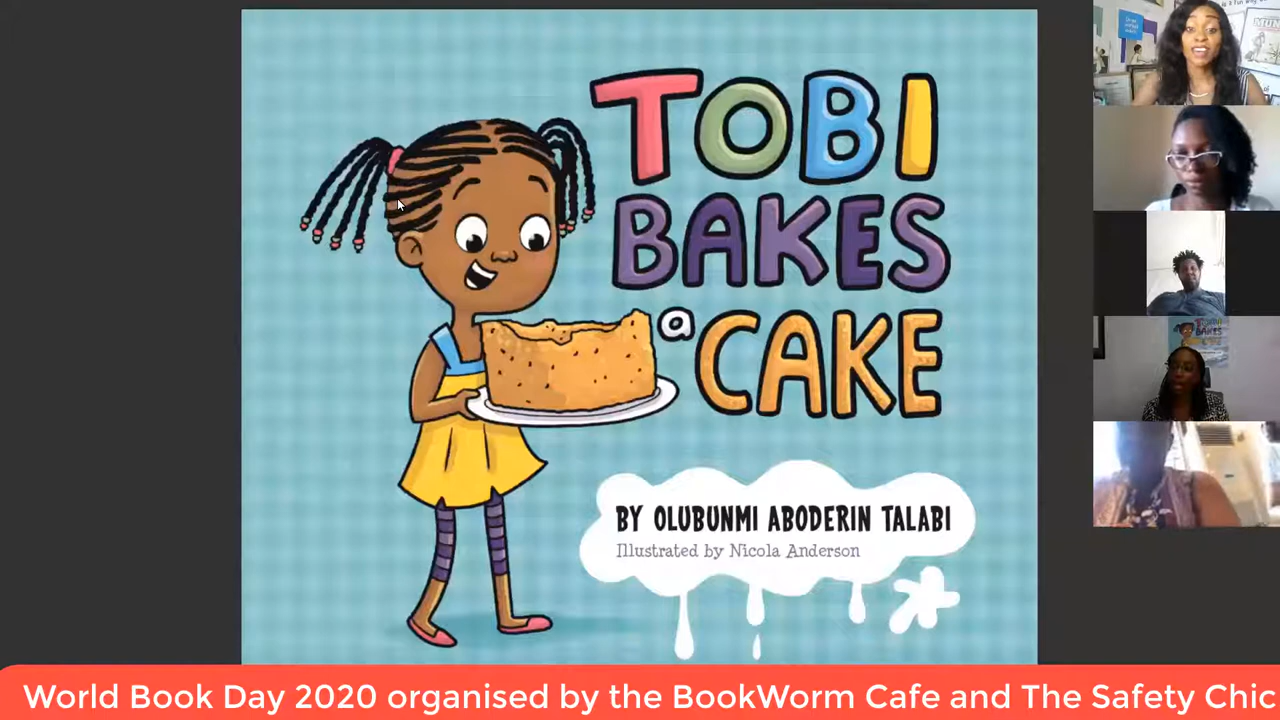 TOBI
BAKES
a CAKE
BY OLUBUNMI ABODERIN TALABI
Illustrated by Nicola Anderson
World Book Day 2020 organised by the BookWorm Cafe and The Safety Chic